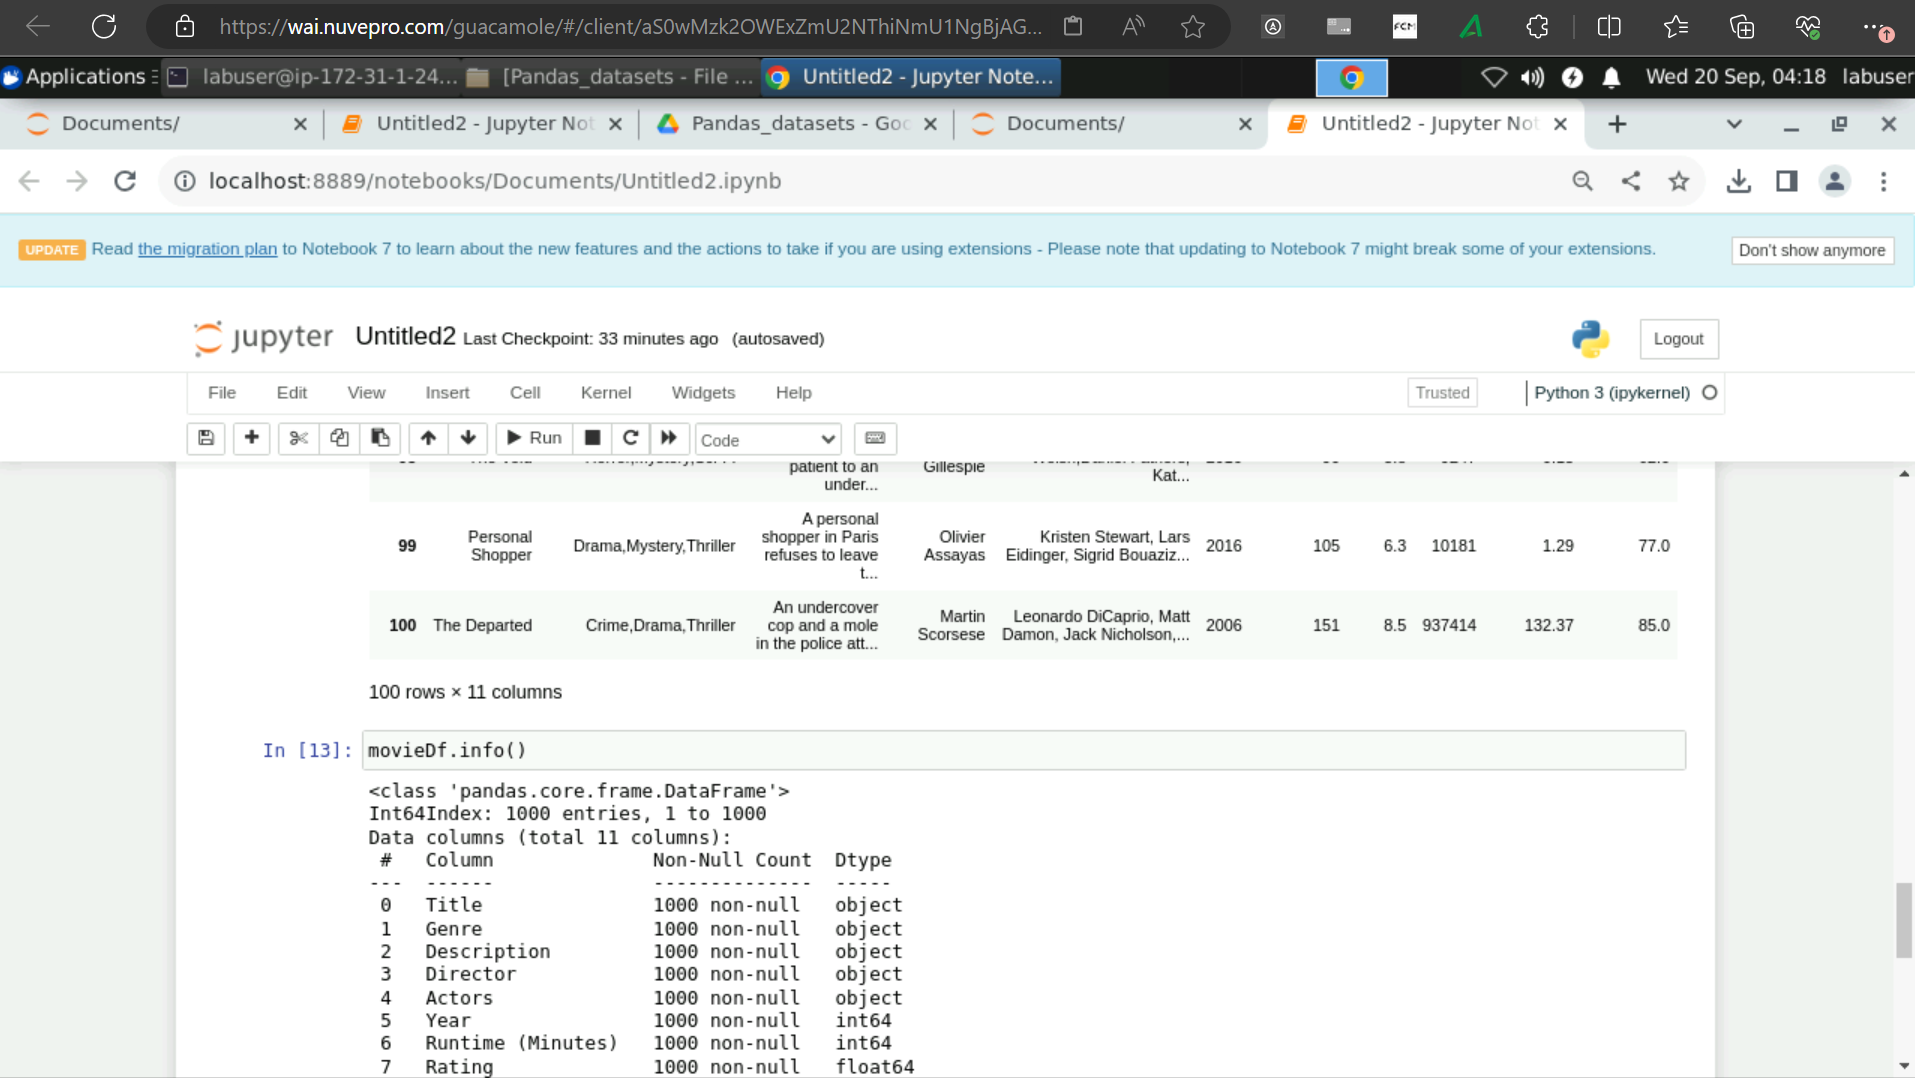 https://wai.nuvepro.com/guacamole/#/client/aS0wMzk2OWExZmU2NThiNmU1NgBjAG...
Applications
labuser@ip-172-31-1-24...
[Pandas_datasets - File ...
Untitled2 - Jupyter Note...
Wed 20 Sep, 04:18 labuser
Documents/
Untitled2 - Jupyter Not
Pandas_datasets - Goo
Documents/
Untitled2 - Jupyter Not
localhost:8889/notebooks/Documents/Untitled2.ipynb
UPDATE Read the migration plan to Notebook 7 to learn about the new features and the actions to take if you are using extensions - Please note that updating to Notebook 7 might break some of your extensions.
Don't show anymore
jupyter Untitled2 Last Checkpoint: 33 minutes ago (autosaved)
Logout
File Edit View Insert Cell Kernel Widgets Help
Trusted
Python 3 (ipykernel)
Run
Code
patient to an
under...
Gillespie
Kat...
99
Personal
Shopper
Drama,Mystery,Thriller
A personal
shopper in Paris
refuses to leave
t...
Olivier
Assayas
Kristen Stewart, Lars
Eidinger, Sigrid Bouaziz...
2016 105 6.3 10181 1.29 77.0
100 The Departed Crime,Drama,Thriller
An undercover
cop and a mole
in the police att...
Martin
Scorsese
Leonardo DiCaprio, Matt
Damon, Jack Nicholson,...
2006 151 8.5 937414 132.37 85.0
100 rows × 11 columns
In [13]: movieDf.info()
<class 'pandas.core.frame.DataFrame'>
Int64Index: 1000 entries, 1 to 1000
Data columns (total 11 columns):
# Column Non-Null Count Dtype
--- ------ -------------- -----
0 Title 1000 non-null object
1 Genre 1000 non-null object
2 Description 1000 non-null object
3 Director 1000 non-null object
4 Actors 1000 non-null object
5 Year 1000 non-null int64
6 Runtime (Minutes) 1000 non-null int64
7 Rating 1000 non-null float64